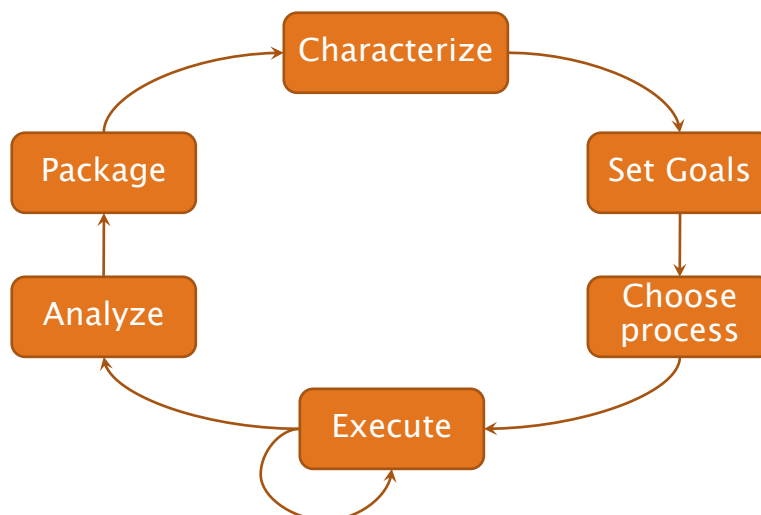 Characterize
Package
Set Goals
Analyze
Choose
process
Execute